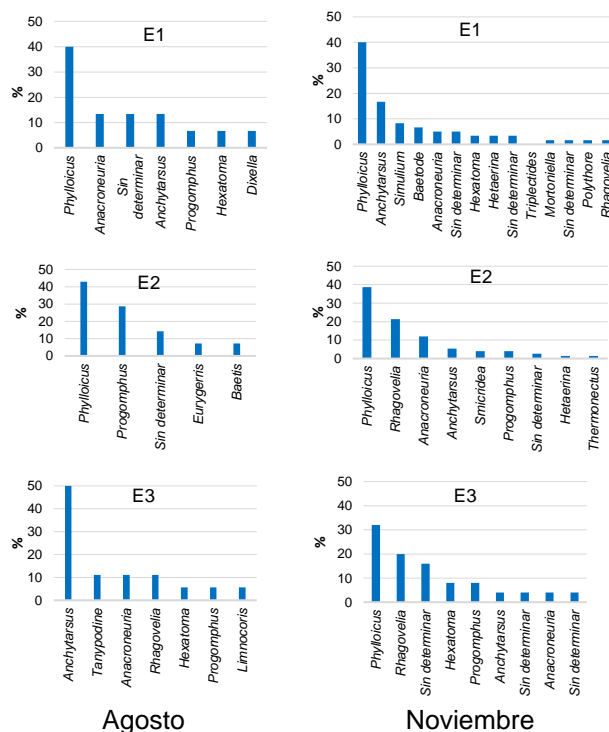 E1
50
40
30
20
10
0
%
Phylloicus
Anacroneuria
Sin
determinar
Anchytarsus
Progomphus
Hexatoma
Dixella
E1
50
40
30
20
10
0
%
Phylloicus
Anchytarsus
Simulium
Baetode
Anacroneuria
Sin determinar
Hexatoma
Hetaerina
Sin determinar
Triplectides
Mortoniella
Sin determinar
Polythore
Rhagovelia
E2
50
40
30
20
10
0
%
Phylloicus
Progomphus
Sin determinar
Eurygerris
Baetis
E2
50
40
30
20
10
0
%
Phylloicus
Rhagovelia
Anacroneuria
Anchytarsus
Smicridea
Progomphus
Sin determinar
Hetaerina
Thermonectus
E3
50
40
30
20
10
0
%
Anchytarsus
Tanypodine
Anacroneuria
Rhagovelia
Hexatoma
Progomphus
Limnocoris
E3
50
40
30
20
10
0
%
Phylloicus
Rhagovelia
Sin determinar
Hexatoma
Progomphus
Anchytarsus
Sin determinar
Anacroneuria
Sin determinar
Agosto
Noviembre